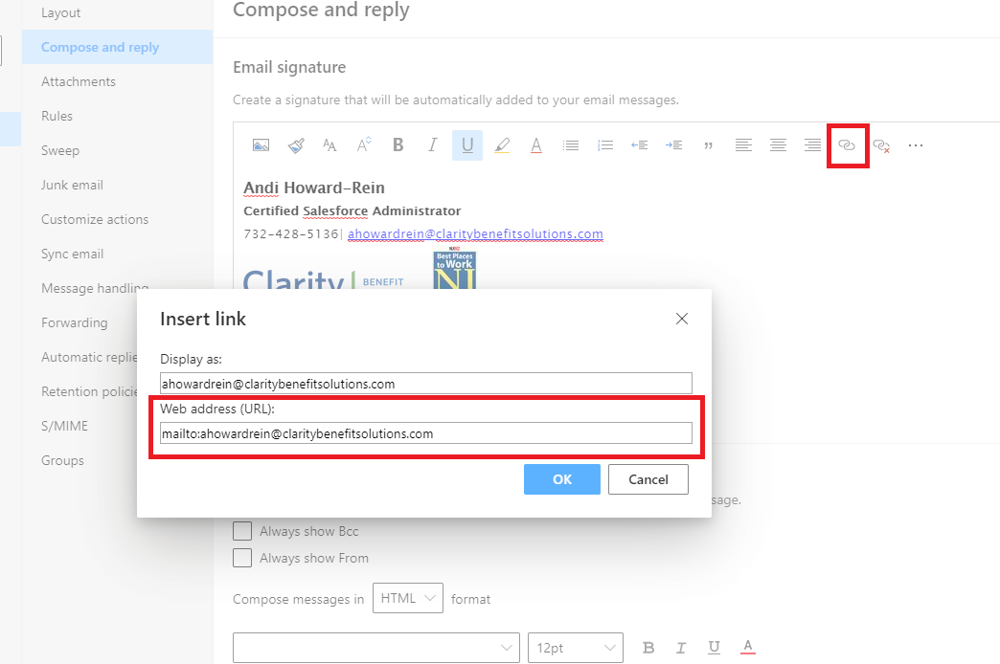 Layout
Compose and reply
Attachments
Rules
Sweep
Junk email
Customize actions
Sync email
Message handling
Forwarding
Automatic replie
Retention policie
S/MIME
Groups
Compose and reply
Email signature
Create a signature that will be automatically added to your email messages.
Andi Howard-Rein
Certified Salesforce Administrator
732-428-5136| ahowardrein@claritybenefitsolutions.com
Clarity BENEFIT
NJBIZ
Best Places
to Work
NJ
Insert link
Display as:
ahowardrein@claritybenefitsolutions.com
Web address (URL):
mailto:ahowardrein@claritybenefitsolutions.com
OK Cancel
sage.
Always show Bcc
Always show From
Compose messages in HTML format
12pt B I U A